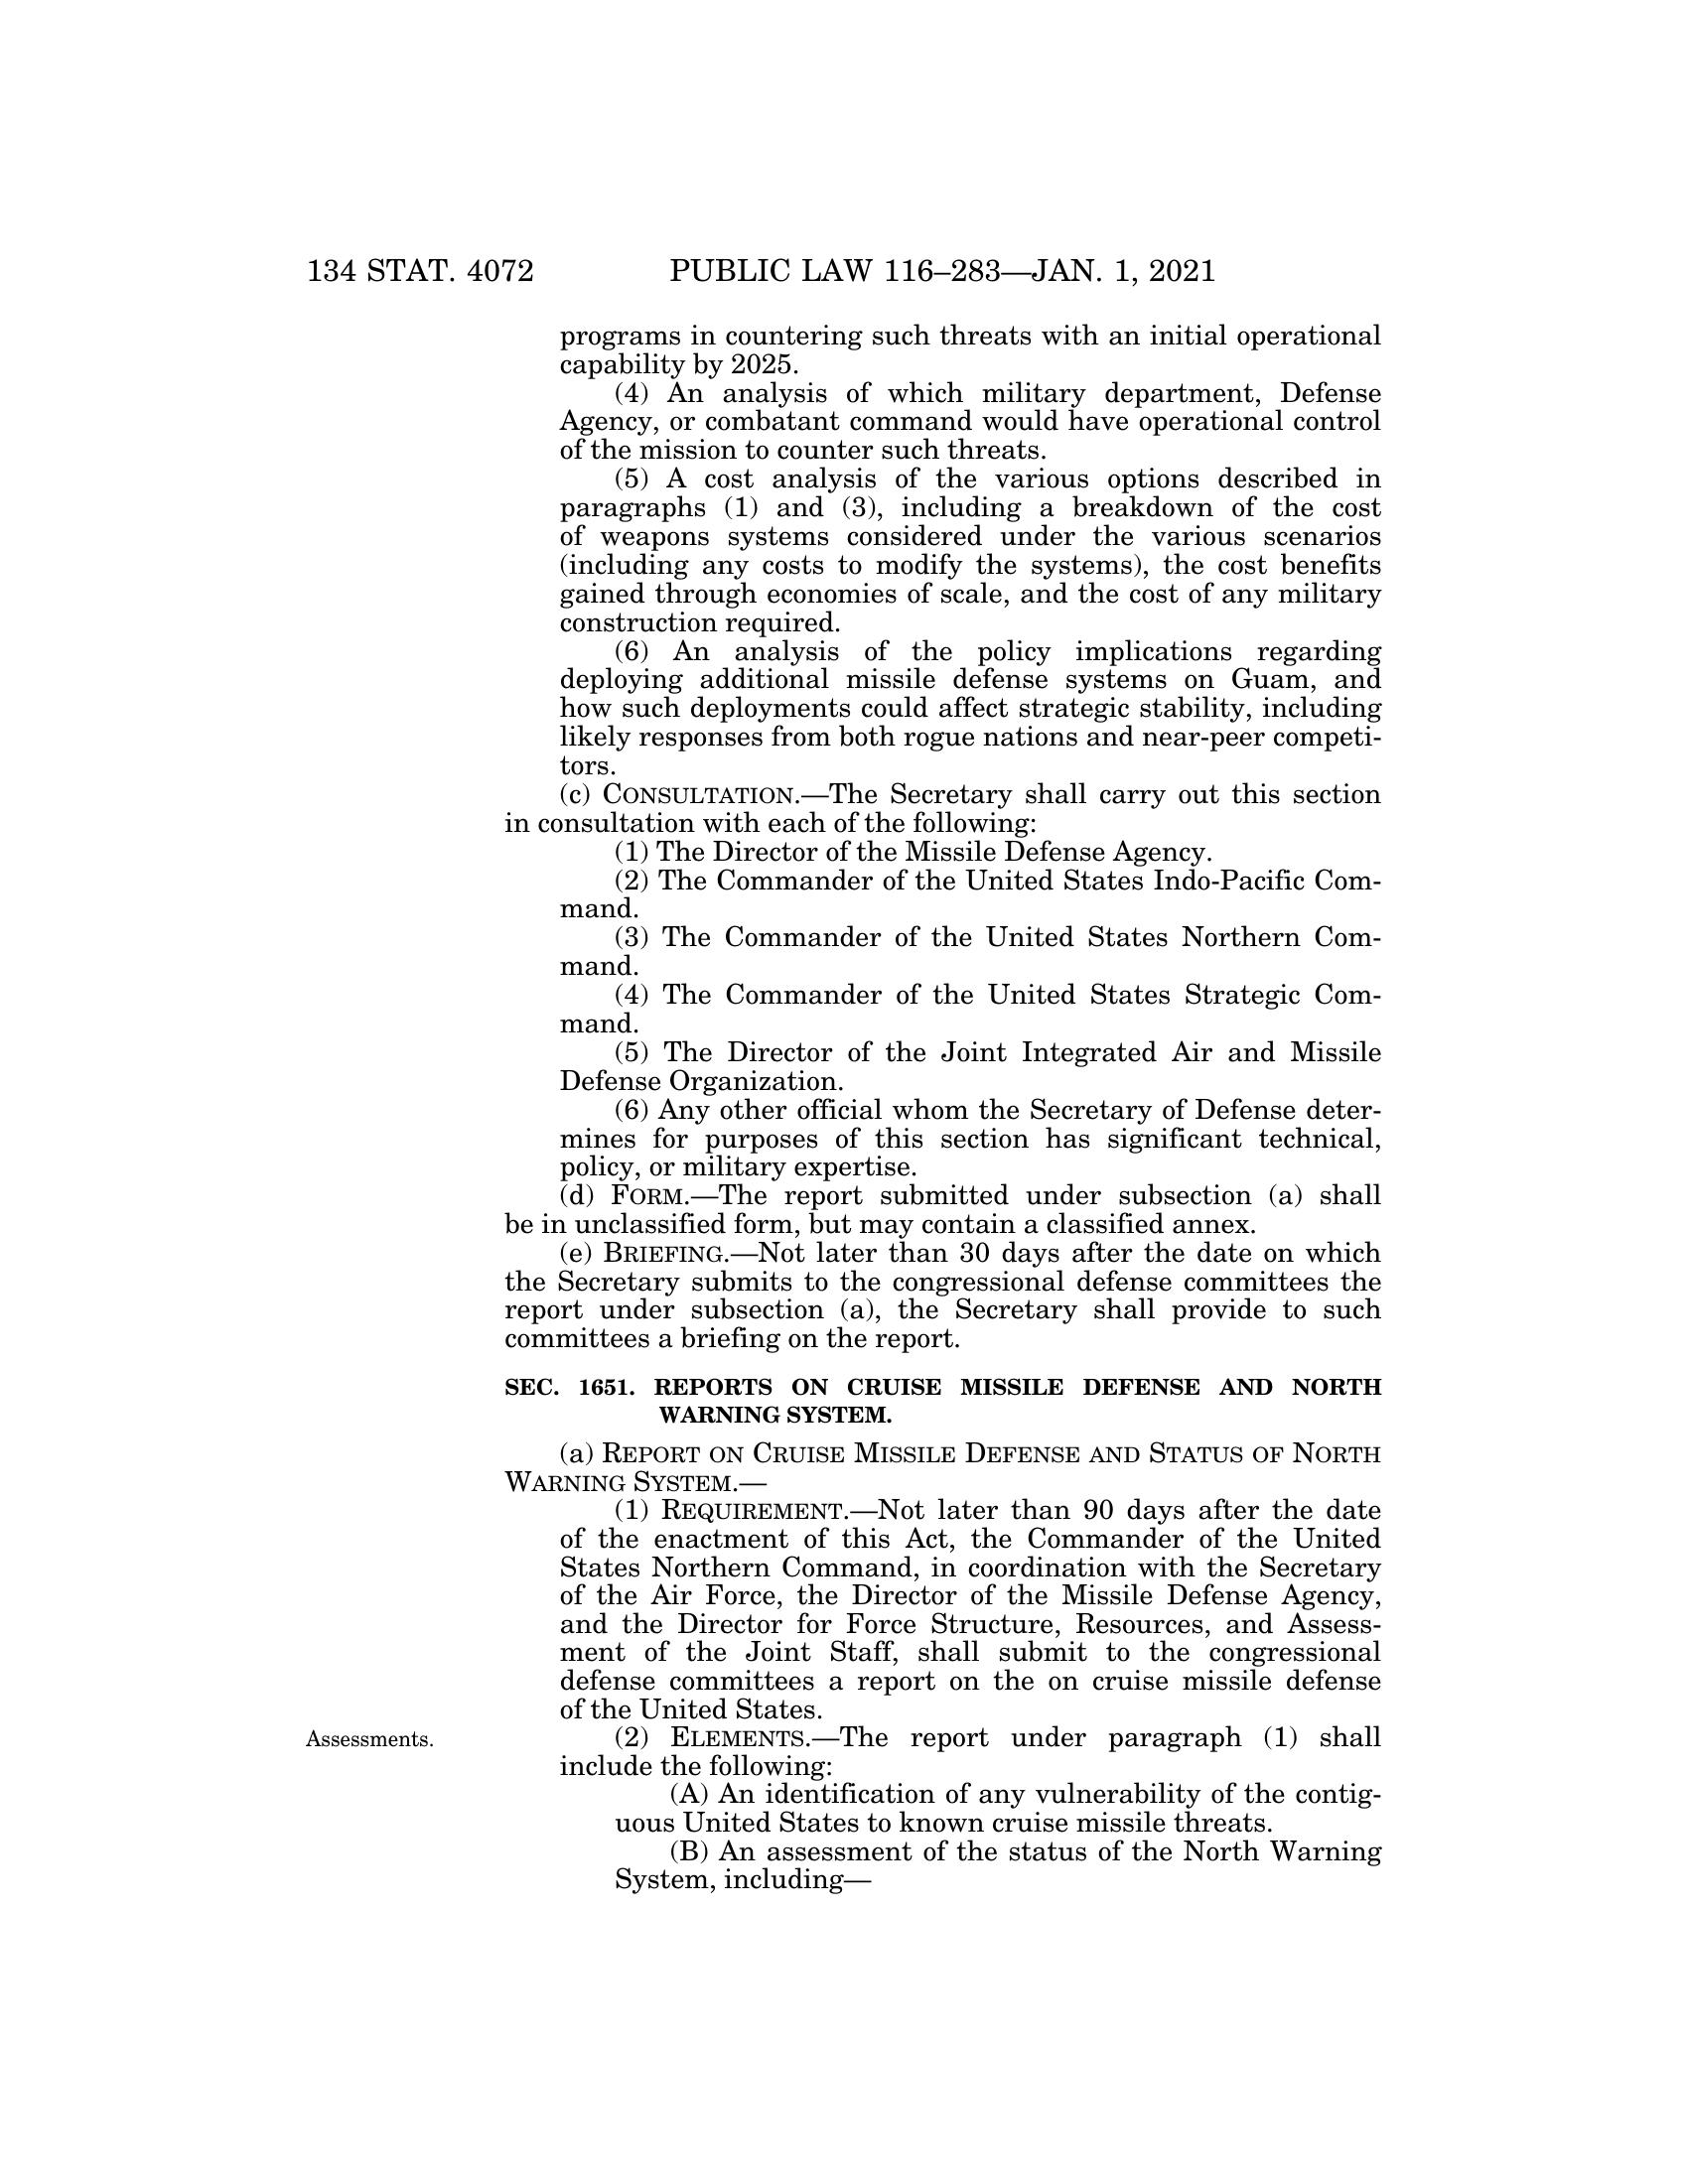 134 STAT. 4072 PUBLIC LAW 116–283—JAN. 1, 2021
programs in countering such threats with an initial operational
capability by 2025.
(4) An analysis of which military department, Defense
Agency, or combatant command would have operational control
of the mission to counter such threats.
(5) A cost analysis of the various options described in
paragraphs (1) and (3), including a breakdown of the cost
of weapons systems considered under the various scenarios
(including any costs to modify the systems), the cost benefits
gained through economies of scale, and the cost of any military
construction required.
(6) An analysis of the policy implications regarding
deploying additional missile defense systems on Guam, and
how such deployments could affect strategic stability, including
likely responses from both rogue nations and near-peer competi-
tors.
(c) CONSULTATION.—The Secretary shall carry out this section
in consultation with each of the following:
(1) The Director of the Missile Defense Agency.
(2) The Commander of the United States Indo-Pacific Com-
mand.
(3) The Commander of the United States Northern Com-
mand.
(4) The Commander of the United States Strategic Com-
mand.
(5) The Director of the Joint Integrated Air and Missile
Defense Organization.
(6) Any other official whom the Secretary of Defense deter-
mines for purposes of this section has significant technical,
policy, or military expertise.
(d) FORM.—The report submitted under subsection (a) shall
be in unclassified form, but may contain a classified annex.
(e) BRIEFING.—Not later than 30 days after the date on which
the Secretary submits to the congressional defense committees the
report under subsection (a), the Secretary shall provide to such
committees a briefing on the report.
SEC. 1651. REPORTS ON CRUISE MISSILE DEFENSE AND NORTH
WARNING SYSTEM.
(a) REPORT ON CRUISE MISSILE DEFENSE AND STATUS OF NORTH
WARNING SYSTEM.—
(1) REQUIREMENT.—Not later than 90 days after the date
of the enactment of this Act, the Commander of the United
States Northern Command, in coordination with the Secretary
of the Air Force, the Director of the Missile Defense Agency,
and the Director for Force Structure, Resources, and Assess-
ment of the Joint Staff, shall submit to the congressional
defense committees a report on the on cruise missile defense
of the United States.
Assessments. (2) ELEMENTS.—The report under paragraph (1) shall
include the following:
(A) An identification of any vulnerability of the contig-
uous United States to known cruise missile threats.
(B) An assessment of the status of the North Warning
System, including—